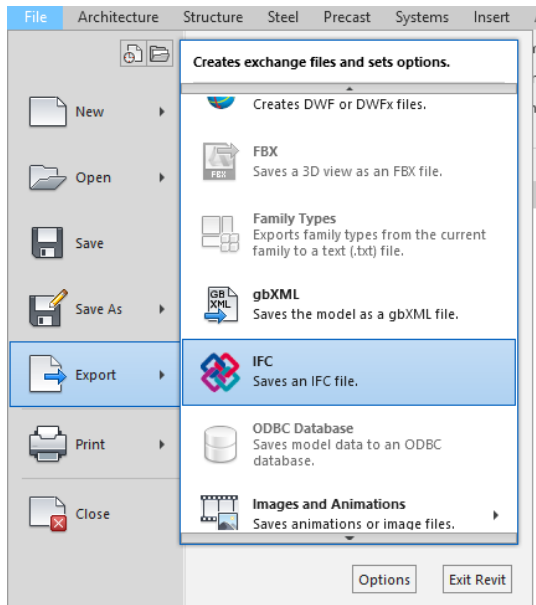 File Architecture Structure Steel Precast Systems Insert
Creates exchange files and sets options.
New
Open
Save
Save As
Export
Print
Close
Creates DWF or DWFx files.
FBX
FBX
Saves a 3D view as an FBX file.
Family Types
Exports family types from the current
family to a text (.txt) file.
GB
XML
gbXML
Saves the model as a gbXML file.
IFC
Saves an IFC file.
ODBC Database
Saves model data to an ODBC
database.
Images and Animations
Saves animations or image files.
Options Exit Revit